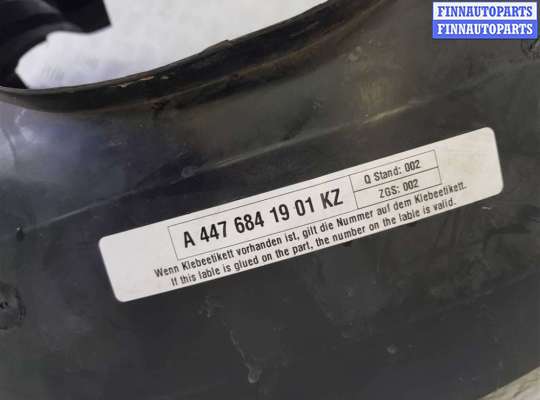 FINNAUTOPARTS
FINNAUTOPARTS
A 447 684 19 01 KZ
Q Stand: 002
ZGS: 002
Wenn Klebeetikett vorhanden ist, gilt die Nummer auf dem Klebeetikett.
If this lable is glued on the part, the number on the lable is valid.